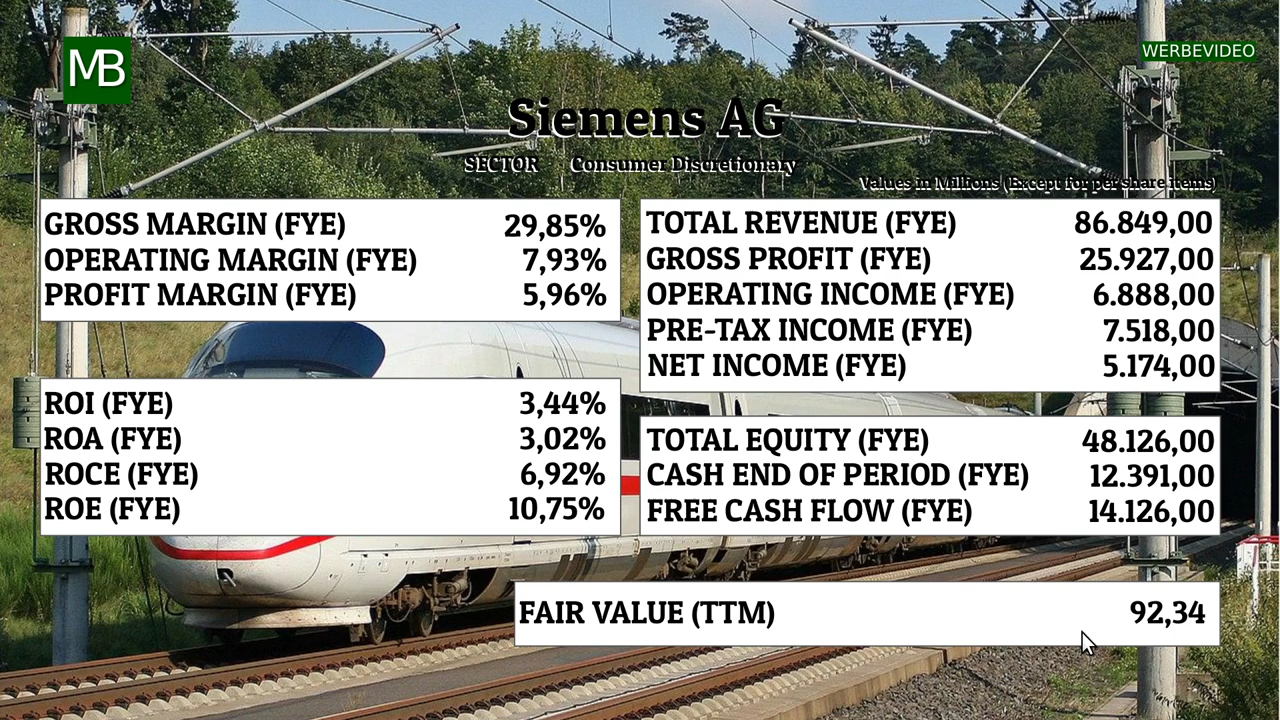 MB
WERBEVIDEO
Siemens AG
SECTOR Consumer Discretionary
Values in Millions (Except for per share items)
GROSS MARGIN (FYE) 29,85%
OPERATING MARGIN (FYE) 7,93%
PROFIT MARGIN (FYE) 5,96%
TOTAL REVENUE (FYE) 86.849,00
GROSS PROFIT (FYE) 25.927,00
OPERATING INCOME (FYE) 6.888,00
PRE-TAX INCOME (FYE) 7.518,00
NET INCOME (FYE) 5.174,00
ROI (FYE) 3,44%
ROA (FYE) 3,02%
ROCE (FYE) 6,92%
ROE (FYE) 10,75%
TOTAL EQUITY (FYE) 48.126,00
CASH END OF PERIOD (FYE) 12.391,00
FREE CASH FLOW (FYE) 14.126,00
FAIR VALUE (TTM) 92,34